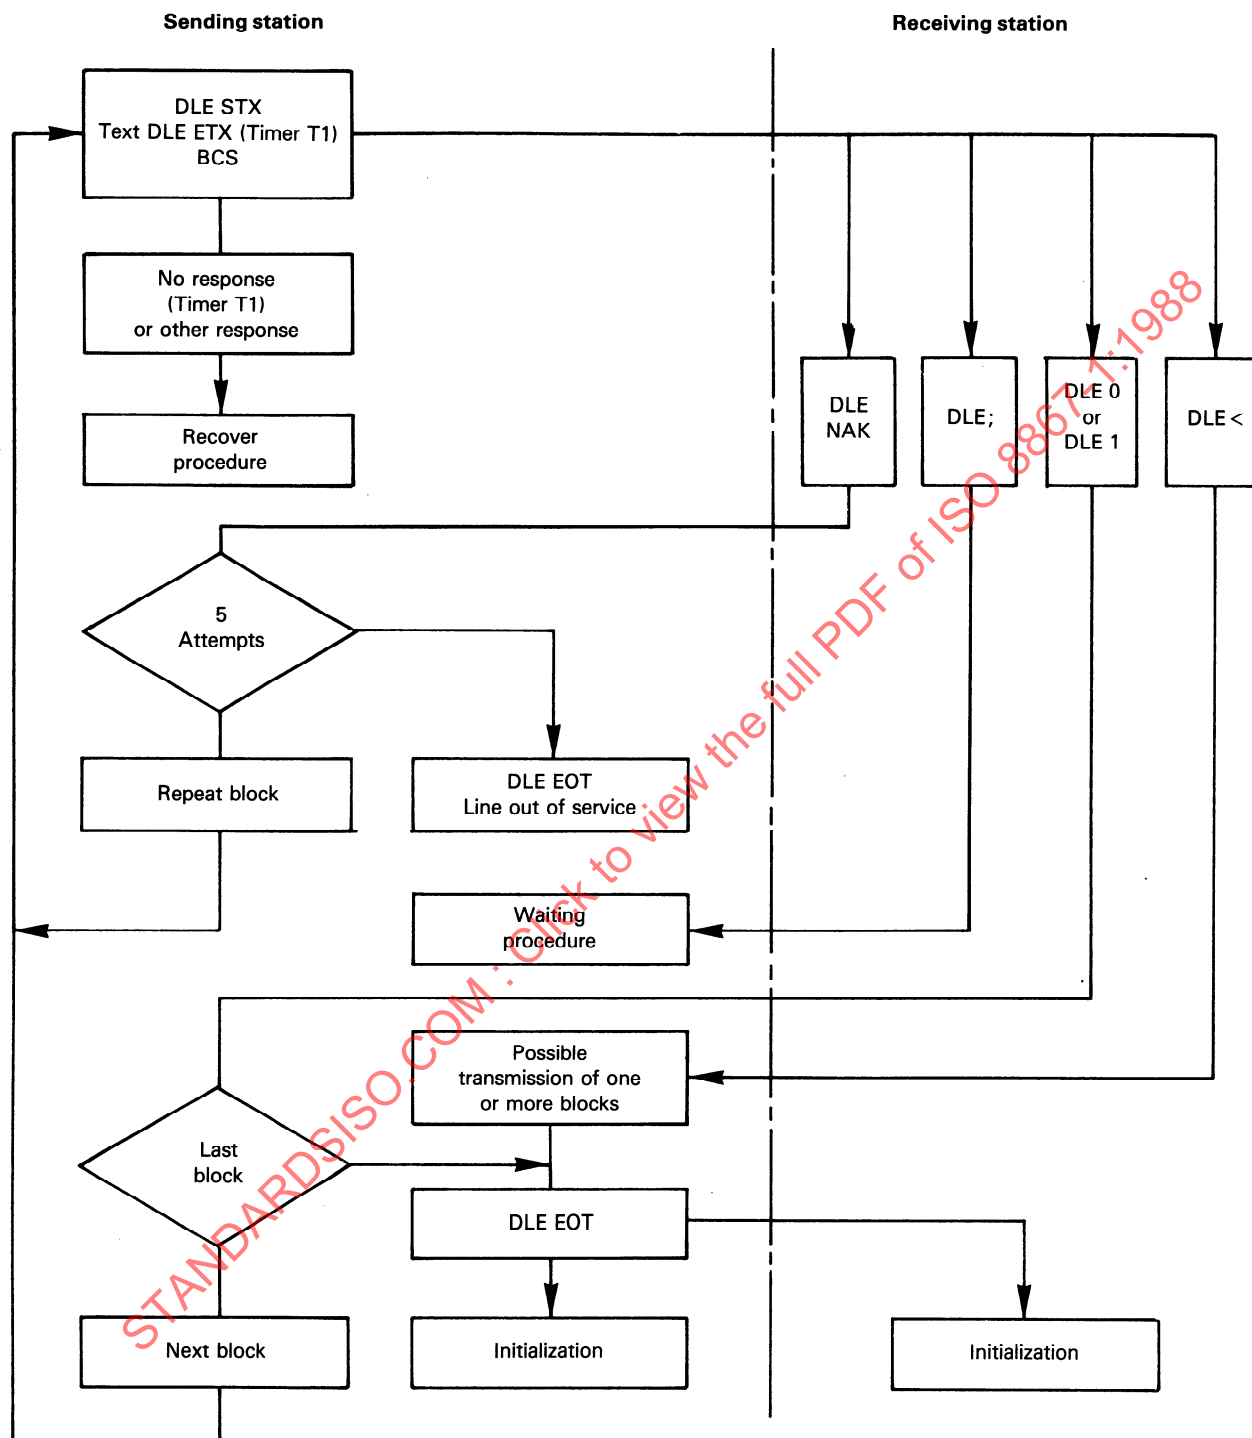 Sending station
Receiving station
DLE STX
Text DLE ETX (Timer T1)
BCS
No response
(Timer T1)
or other response
Recover
procedure
DLE
NAK
DLE ;
DLE 0
or
DLE 1
DLE <
5
Attempts
Repeat block
DLE EOT
Line out of service
Waiting
procedure
Possible
transmission of one
or more blocks
Last
block
DLE EOT
Next block
Initialization
Initialization
STANDARDSISO.COM : Click to view the full PDF of ISO 8867-1:1988